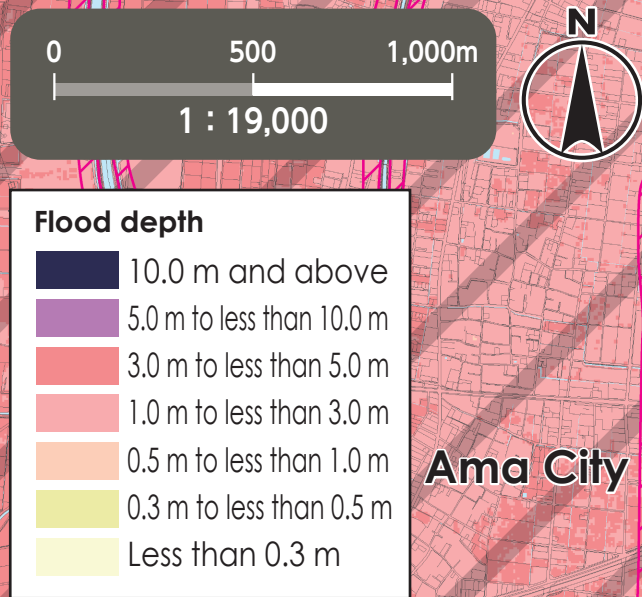 N
0 500 1,000m
1 : 19,000
Flood depth
10.0 m and above
5.0 m to less than 10.0 m
3.0 m to less than 5.0 m
1.0 m to less than 3.0 m
0.5 m to less than 1.0 m
0.3 m to less than 0.5 m
Less than 0.3 m
Ama City